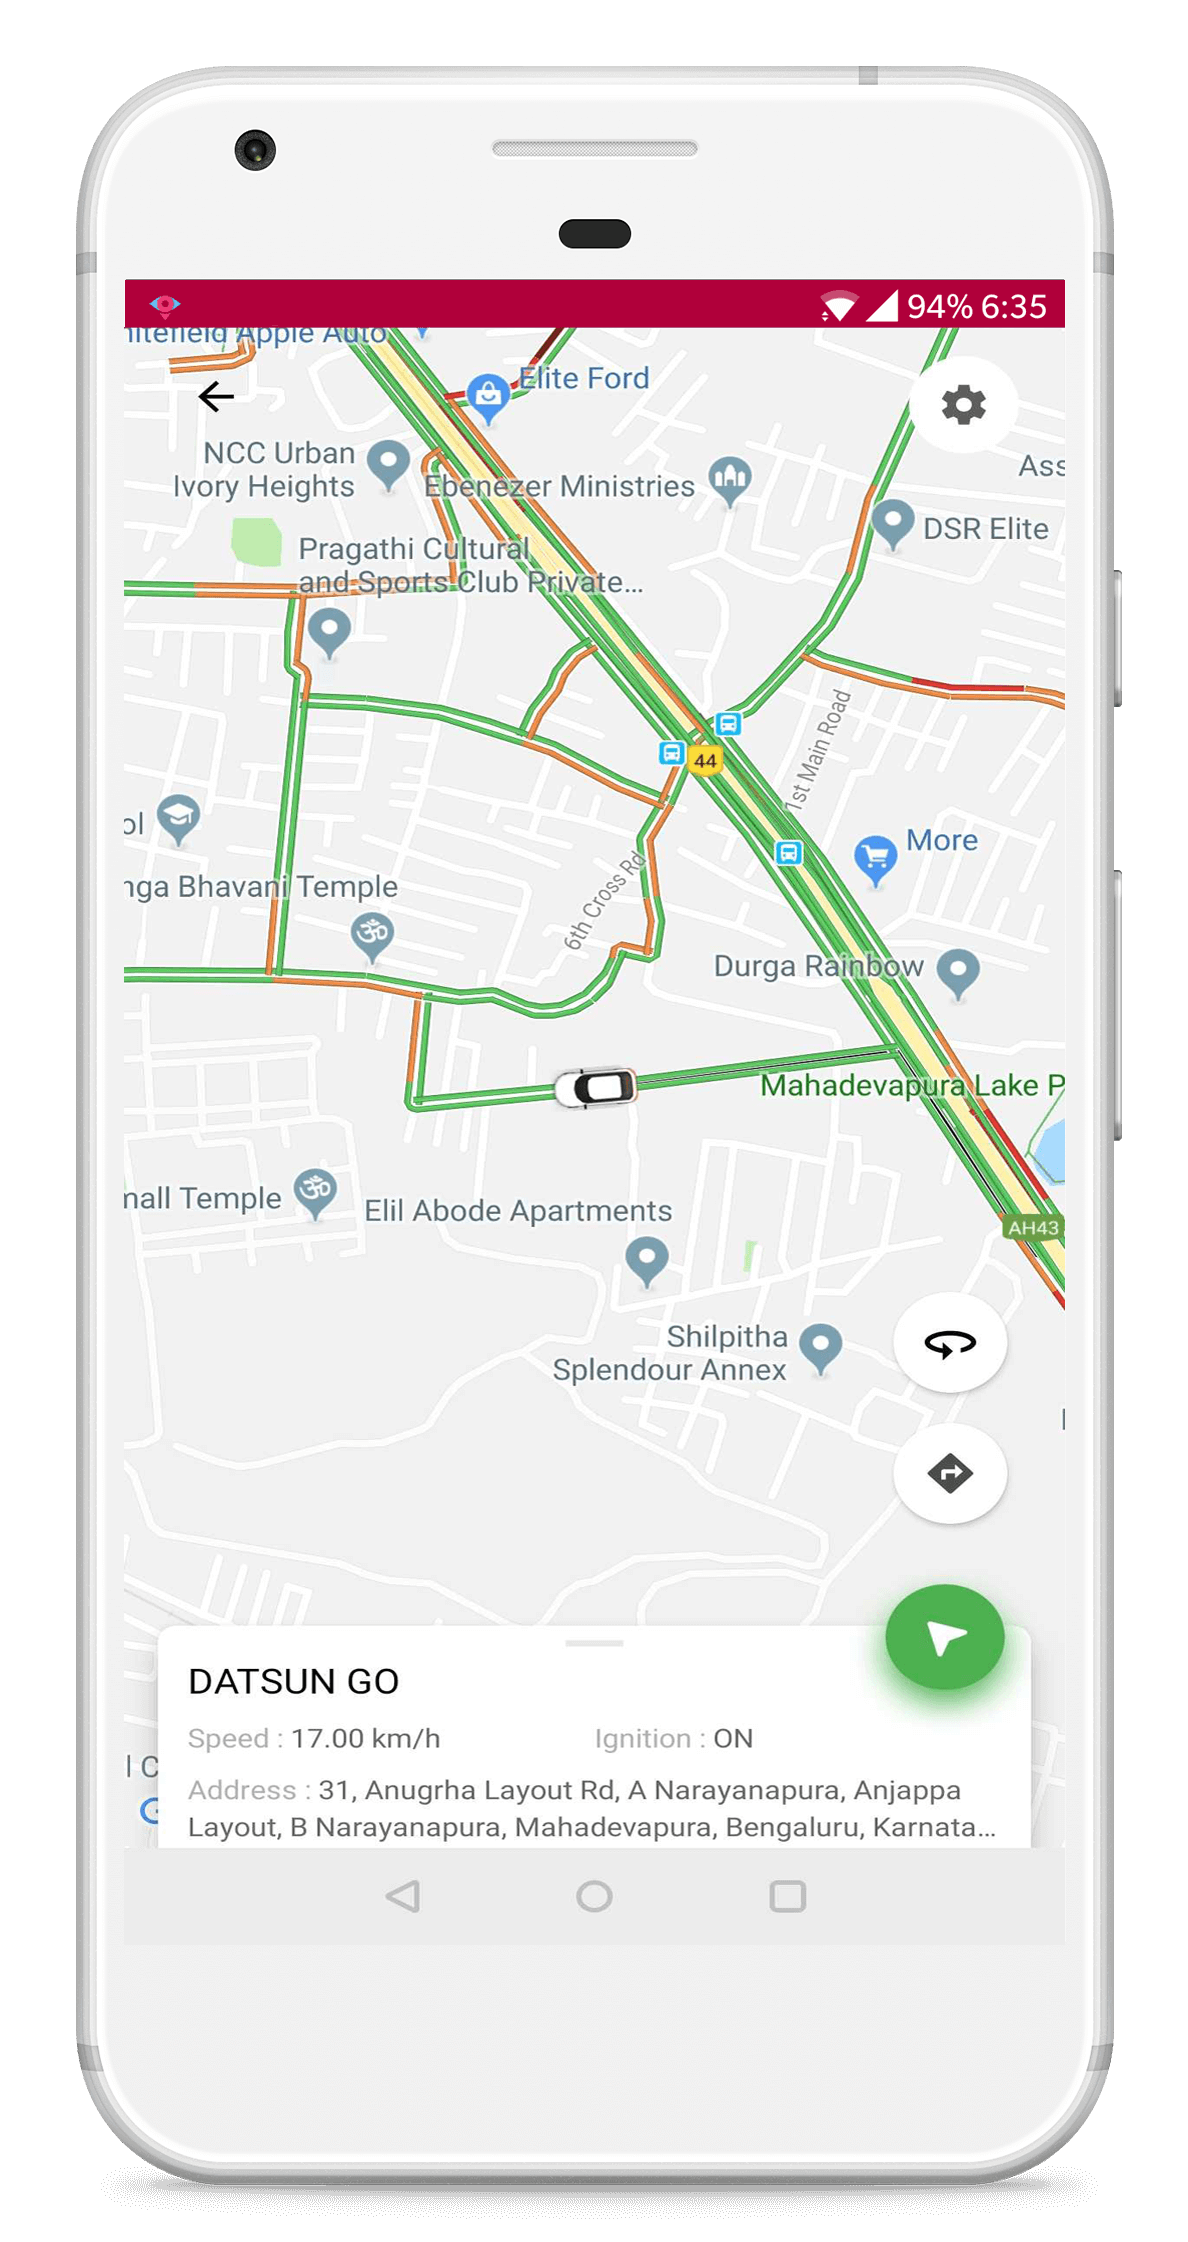 94% 6:35
hitefield Apple Auto
Elite Ford
NCC Urban
Ivory Heights
Ebenezer Ministries
Ass
DSR Elite
Pragathi Cultural
and Sports Club Private...
1st Main Road
44
ol
More
nga Bhavani Temple
6th Cross Rd
Durga Rainbow
Mahadevapura Lake P
mall Temple
Elil Abode Apartments
AH43
Shilpitha
Splendour Annex
DATSUN GO
Speed : 17.00 km/h
Ignition : ON
Address : 31, Anugrha Layout Rd, A Narayanapura, Anjappa
Layout, B Narayanapura, Mahadevapura, Bengaluru, Karnata...
l C
G